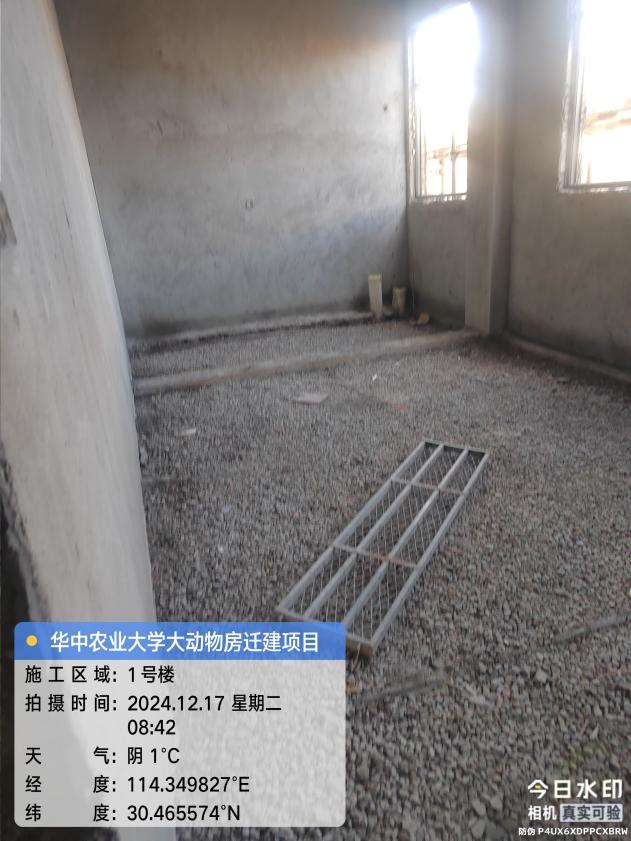 华中农业大学大动物房迁建项目
施工区域：1号楼
拍摄时间：2024.12.17 星期二
08:42
天气：阴 1℃
经度：114.349827°E
纬度：30.465574°N
今日水印
相机 真实可验
防伪 P4UX6XDPPCXBRW